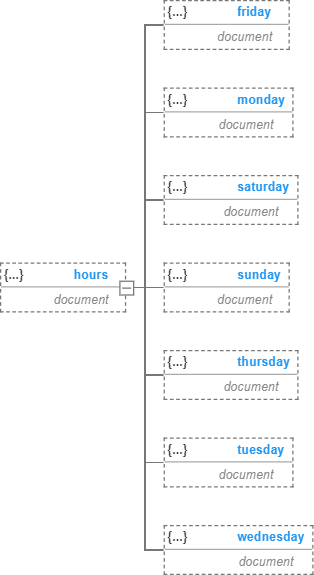 {...} friday
document
{...} monday
document
{...} saturday
document
{...} hours
document
{...} sunday
document
{...} thursday
document
{...} tuesday
document
{...} wednesday
document